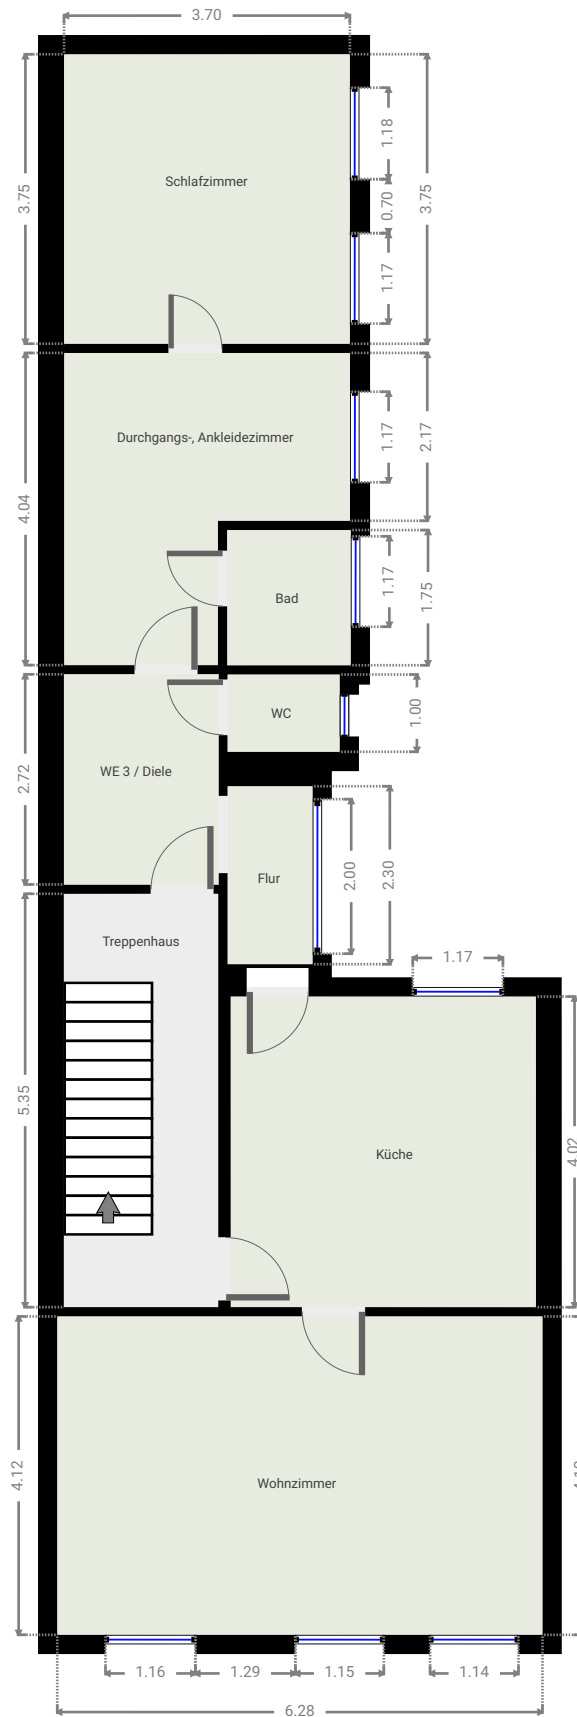 3.70
1.18
3.75
3.75
0.70
Schlafzimmer
1.17
Durchgangs-, Ankleidezimmer
1.17
2.17
4.04
Bad
1.17
1.75
WC
1.00
WE 3 / Diele
2.72
Flur
2.00
2.30
Treppenhaus
1.17
5.35
Küche
4.02
4.12
Wohnzimmer
1.16
1.29
1.15
1.14
6.28